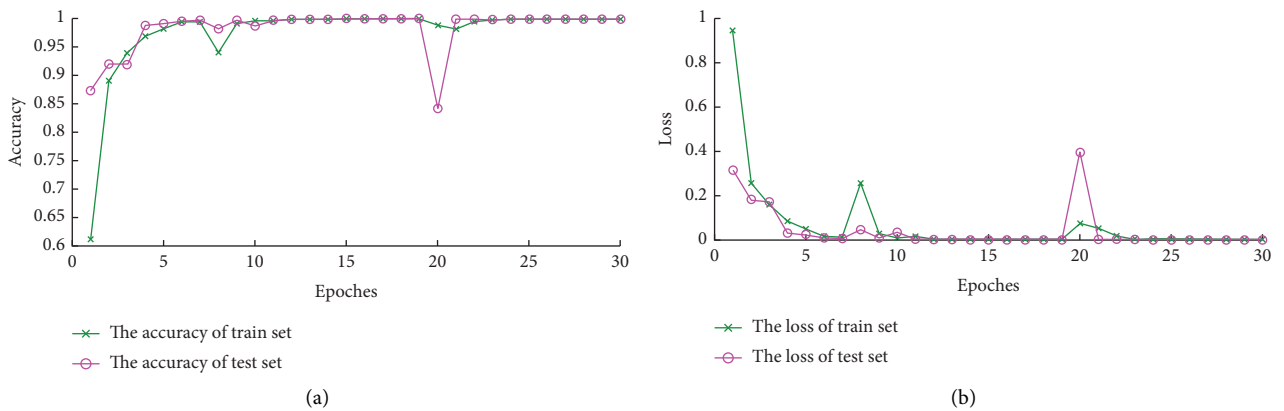 1
0.95
0.9
0.85
0.8
0.75
0.7
0.65
0.6
Accuracy
0 5 10 15 20 25 30
Epoches
The accuracy of train set
The accuracy of test set
(a)
1
0.8
0.6
0.4
0.2
0
Loss
0 5 10 15 20 25 30
Epoches
The loss of train set
The loss of test set
(b)